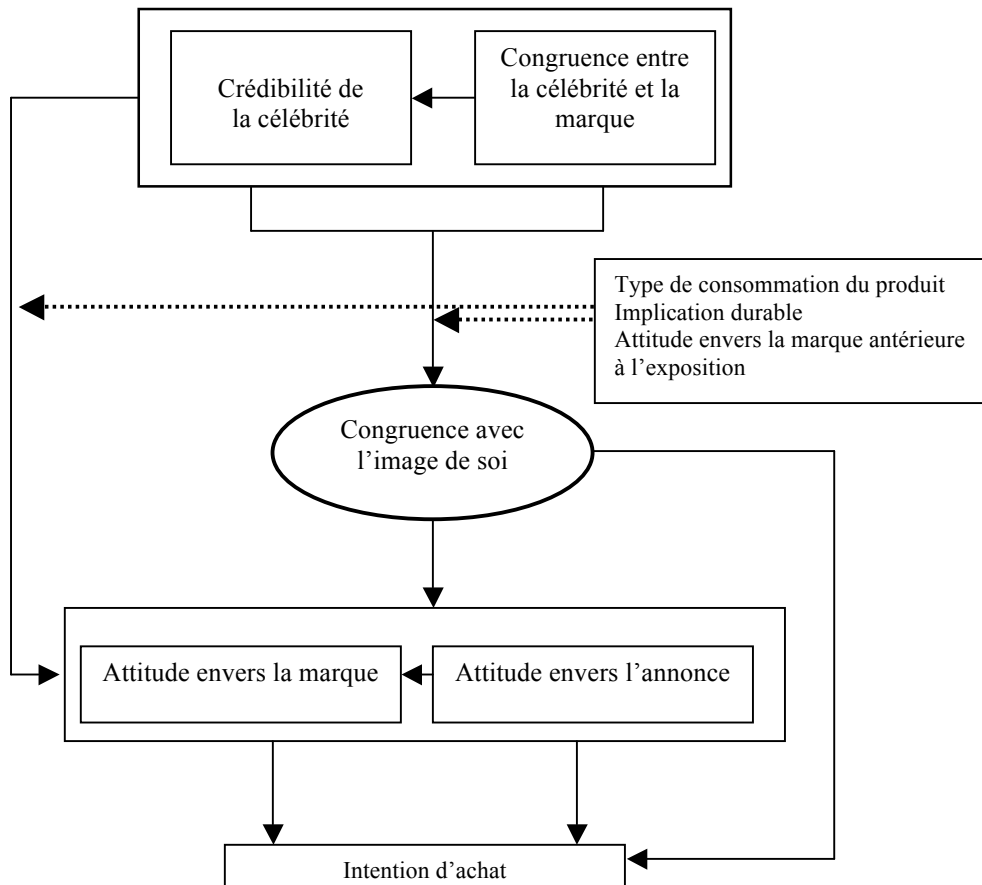 Crédibilité de
la célébrité
Congruence entre
la célébrité et la
marque
Type de consommation du produit
Implication durable
Attitude envers la marque antérieure
à l’exposition
Congruence avec
l’image de soi
Attitude envers la marque
Attitude envers l’annonce
Intention d’achat